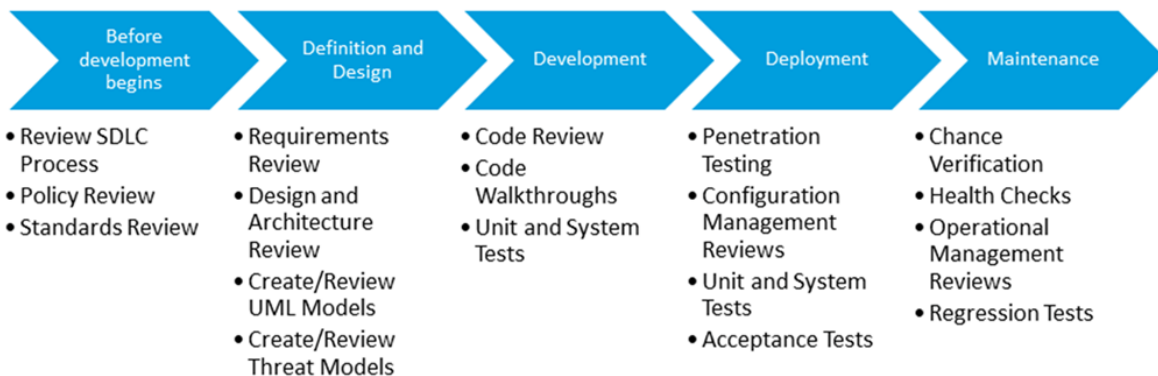 Before
development
begins
Definition and
Design
Development
Deployment
Maintenance
• Review SDLC
Process
• Policy Review
• Standards Review
• Requirements
Review
• Design and
Architecture
Review
• Create/Review
UML Models
• Create/Review
Threat Models
• Code Review
• Code
Walkthroughs
• Unit and System
Tests
• Penetration
Testing
• Configuration
Management
Reviews
• Unit and System
Tests
• Acceptance Tests
• Chance
Verification
• Health Checks
• Operational
Management
Reviews
• Regression Tests